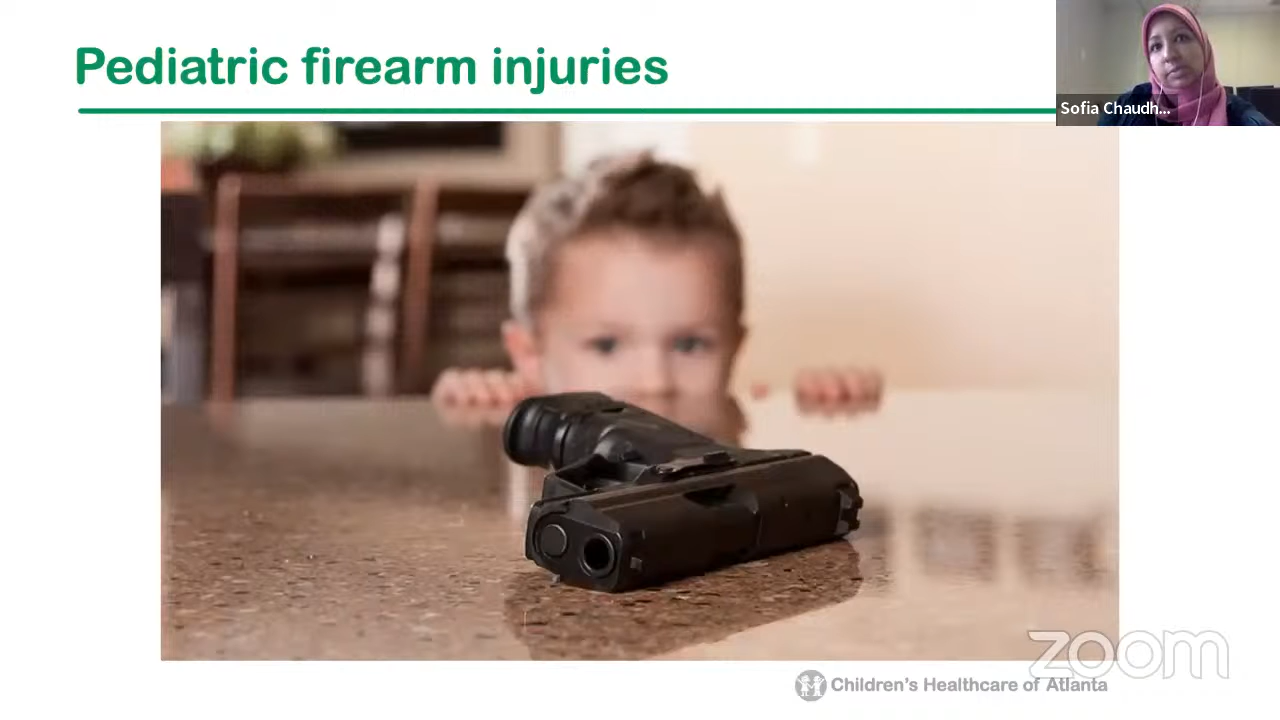 Pediatric firearm injuries
Sofia Chaudh...
zoom
Children's Healthcare of Atlanta